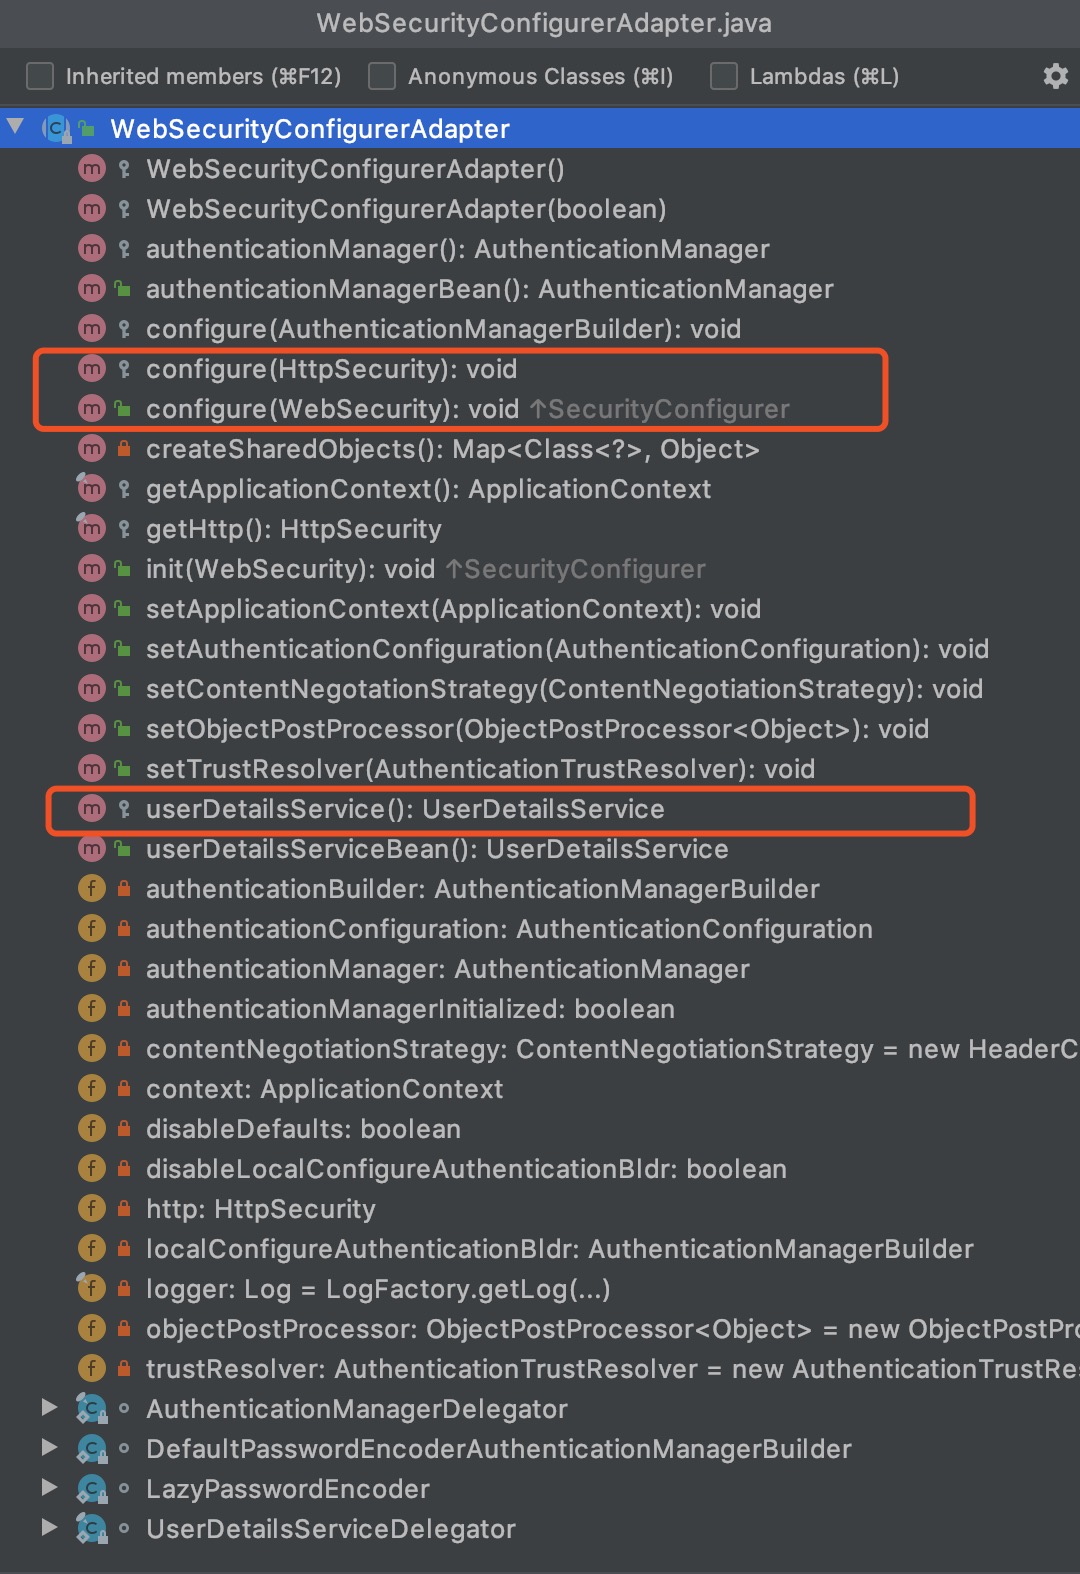 WebSecurityConfigurerAdapter.java
Inherited members (⌘F12) Anonymous Classes (⌘I) Lambdas (⌘L)
WebSecurityConfigurerAdapter
WebSecurityConfigurerAdapter()
WebSecurityConfigurerAdapter(boolean)
authenticationManager(): AuthenticationManager
authenticationManagerBean(): AuthenticationManager
configure(AuthenticationManagerBuilder): void
configure(HttpSecurity): void
configure(WebSecurity): void ↑SecurityConfigurer
createSharedObjects(): Map<Class<?>, Object>
getApplicationContext(): ApplicationContext
getHttp(): HttpSecurity
init(WebSecurity): void ↑SecurityConfigurer
setApplicationContext(ApplicationContext): void
setAuthenticationConfiguration(AuthenticationConfiguration): void
setContentNegotationStrategy(ContentNegotiationStrategy): void
setObjectPostProcessor(ObjectPostProcessor<Object>): void
setTrustResolver(AuthenticationTrustResolver): void
userDetailsService(): UserDetailsService
userDetailsServiceBean(): UserDetailsService
authenticationBuilder: AuthenticationManagerBuilder
authenticationConfiguration: AuthenticationConfiguration
authenticationManager: AuthenticationManager
authenticationManagerInitialized: boolean
contentNegotiationStrategy: ContentNegotiationStrategy = new HeaderC
context: ApplicationContext
disableDefaults: boolean
disableLocalConfigureAuthenticationBldr: boolean
http: HttpSecurity
localConfigureAuthenticationBldr: AuthenticationManagerBuilder
logger: Log = LogFactory.getLog(...)
objectPostProcessor: ObjectPostProcessor<Object> = new ObjectPostPro
trustResolver: AuthenticationTrustResolver = new AuthenticationTrustRes
AuthenticationManagerDelegator
DefaultPasswordEncoderAuthenticationManagerBuilder
LazyPasswordEncoder
UserDetailsServiceDelegator